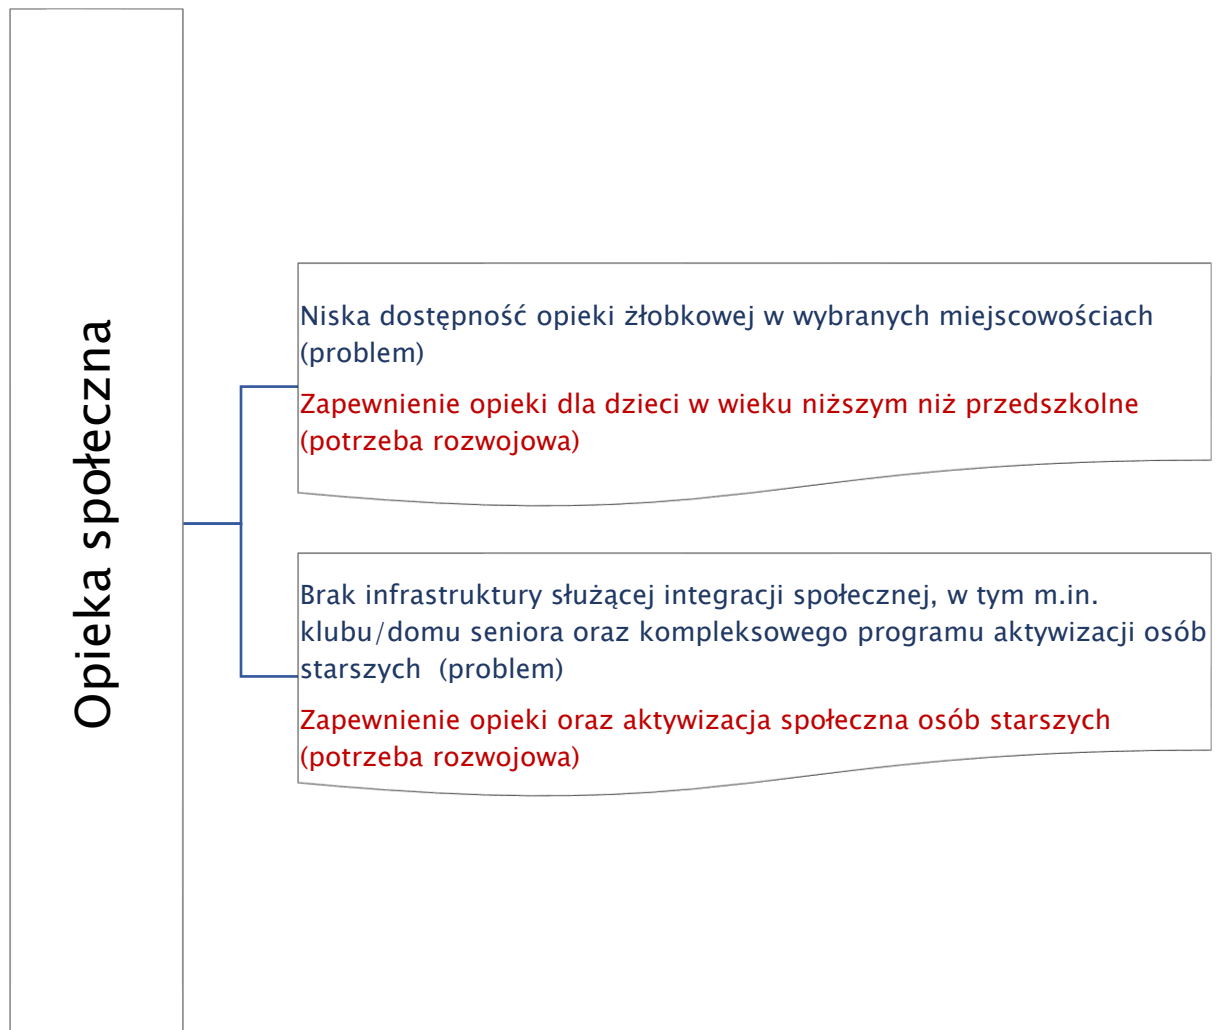 Opieka społeczna
Niska dostępność opieki żłobkowej w wybranych miejscowościach
(problem)
Zapewnienie opieki dla dzieci w wieku niższym niż przedszkolne
(potrzeba rozwojowa)
Brak infrastruktury służącej integracji społecznej, w tym m.in.
klubu/domu seniora oraz kompleksowego programu aktywizacji osób
starszych  (problem)
Zapewnienie opieki oraz aktywizacja społeczna osób starszych
(potrzeba rozwojowa)